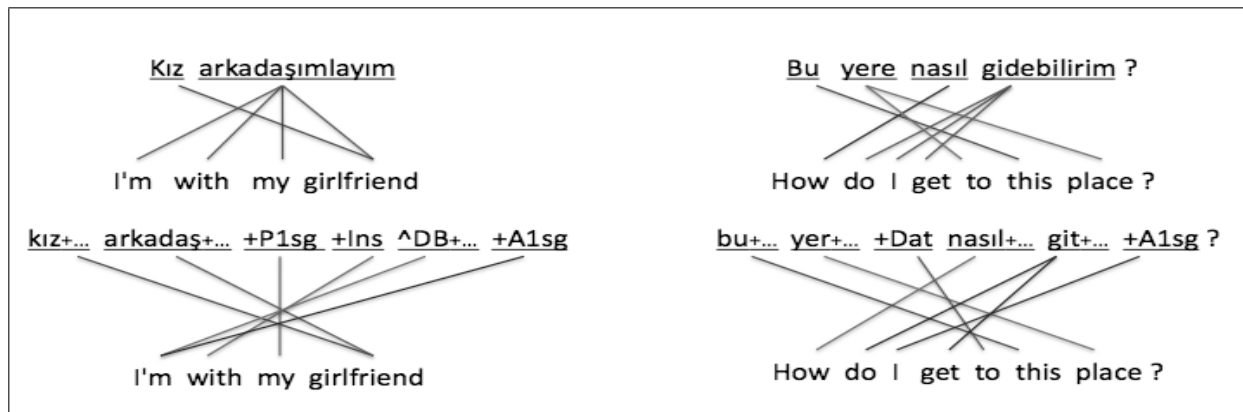 Kız arkadaşımlayım
I'm with my girlfriend
kız+... arkadaş+... +P1sg +Ins ^DB+... +A1sg
I'm with my girlfriend
Bu yere nasıl gidebilirim ?
How do I get to this place ?
bu+... yer+... +Dat nasıl+... git+... +A1sg ?
How do I get to this place ?